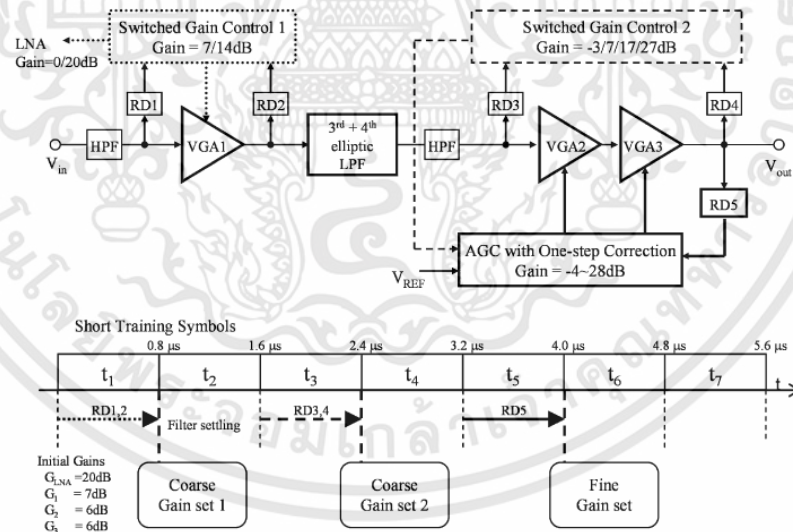 Switched Gain Control 1
Gain = 7/14dB
Switched Gain Control 2
Gain = -3/7/17/27dB
LNA
Gain=0/20dB
RD1
RD2
RD3
RD4
V_in
HPF
VGA1
3rd + 4th
elliptic
LPF
HPF
VGA2
VGA3
V_out
RD5
AGC with One-step Correction
Gain = -4~28dB
V_REF
Short Training Symbols
0.8 μs
1.6 μs
2.4 μs
3.2 μs
4.0 μs
4.8 μs
5.6 μs
t1
t2
t3
t4
t5
t6
t7
t
RD1,2
Filter settling
RD3,4
RD5
Initial Gains
G_LNA =20dB
G1 = 7dB
G2 = 6dB
G3 = 6dB
Coarse
Gain set 1
Coarse
Gain set 2
Fine
Gain set